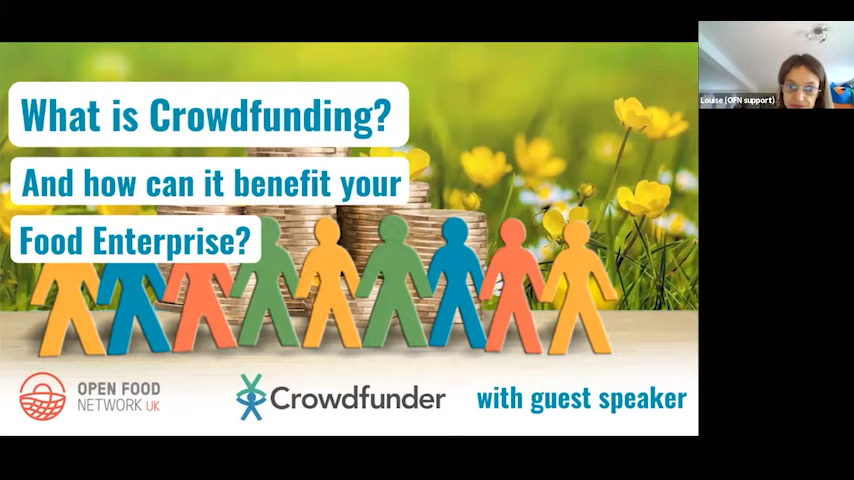 What is Crowdfunding?
And how can it benefit your
Food Enterprise?
OPEN FOOD
NETWORK UK
Crowdfunder
with guest speaker
Louise (OFN support)